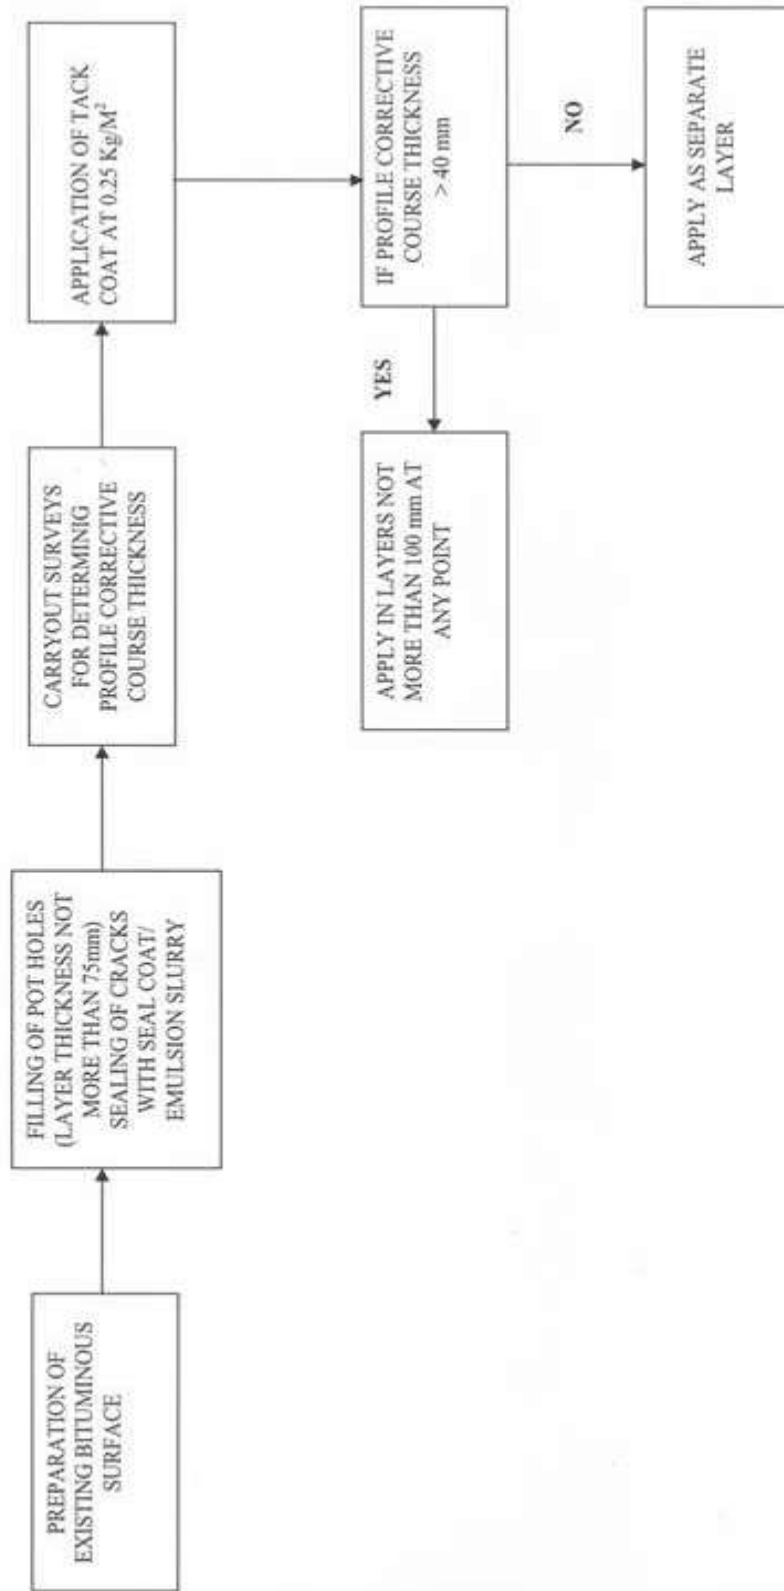 PREPARATION OF
EXISTING BITUMINOUS
SURFACE
FILLING OF POT HOLES
(LAYER THICKNESS NOT
MORE THAN 75mm)
SEALING OF CRACKS
WITH SEAL COAT/
EMULSION SLURRY
CARRYOUT SURVEYS
FOR DETERMINIG
PROFILE CORRECTIVE
COURSE THICKNESS
APPLICATION OF TACK
COAT AT 0.25 Kg/M²
IF PROFILE CORRECTIVE
COURSE THICKNESS
> 40 mm
YES
APPLY IN LAYERS NOT
MORE THAN 100 mm AT
ANY POINT
NO
APPLY AS SEPARATE
LAYER